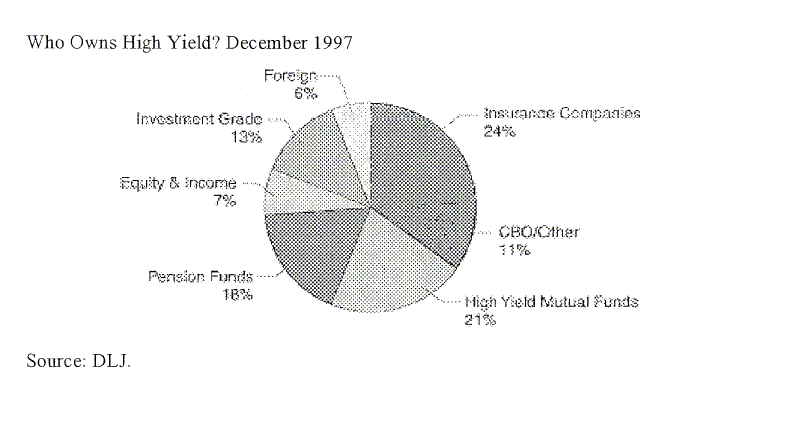 Who Owns High Yield? December 1997
Foreign
6%
Insurance Companies
24%
Investment Grade
13%
Equity & Income
7%
CBO/Other
11%
Pension Funds
18%
High Yield Mutual Funds
21%
Source: DLJ.